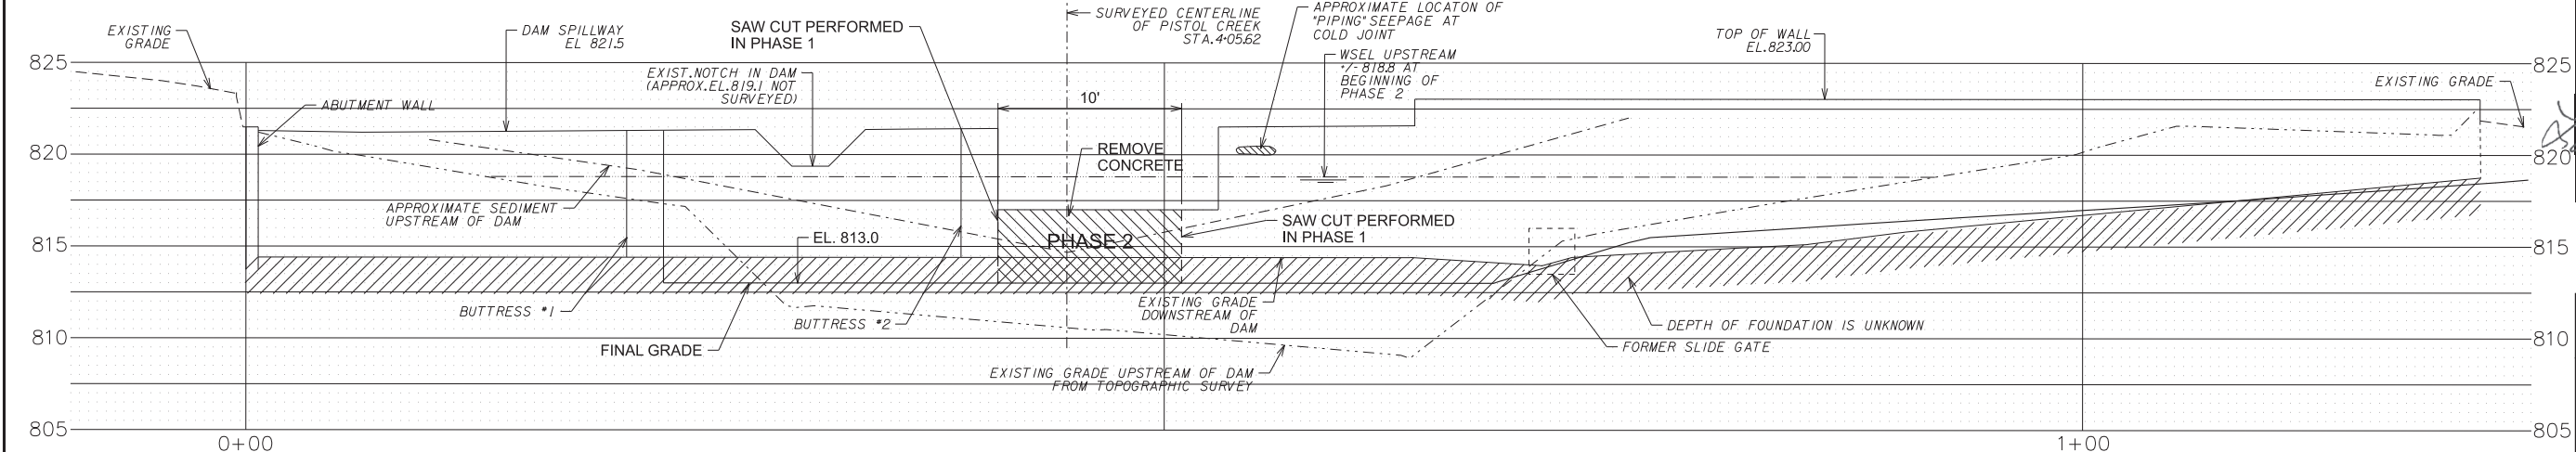 EXISTING
GRADE
DAM SPILLWAY
EL 821.5
SAW CUT PERFORMED
IN PHASE 1
SURVEYED CENTERLINE
OF PISTOL CREEK
STA.4+05.62
APPROXIMATE LOCATON OF
"PIPING" SEEPAGE AT
COLD JOINT
TOP OF WALL
EL.823.00
825
825
EXIST.NOTCH IN DAM
(APPROX.EL.819.1 NOT
SURVEYED)
WSEL UPSTREAM
+/- 818.8 AT
BEGINNING OF
PHASE 2
EXISTING GRADE
ABUTMENT WALL
10'
820
820
REMOVE
CONCRETE
APPROXIMATE SEDIMENT
UPSTREAM OF DAM
SAW CUT PERFORMED
IN PHASE 1
815
EL. 813.0
PHASE 2
815
BUTTRESS #1
BUTTRESS #2
EXISTING GRADE
DOWNSTREAM OF
DAM
DEPTH OF FOUNDATION IS UNKNOWN
810
810
FINAL GRADE
FORMER SLIDE GATE
EXISTING GRADE UPSTREAM OF DAM
FROM TOPOGRAPHIC SURVEY
805
805
0+00
1+00